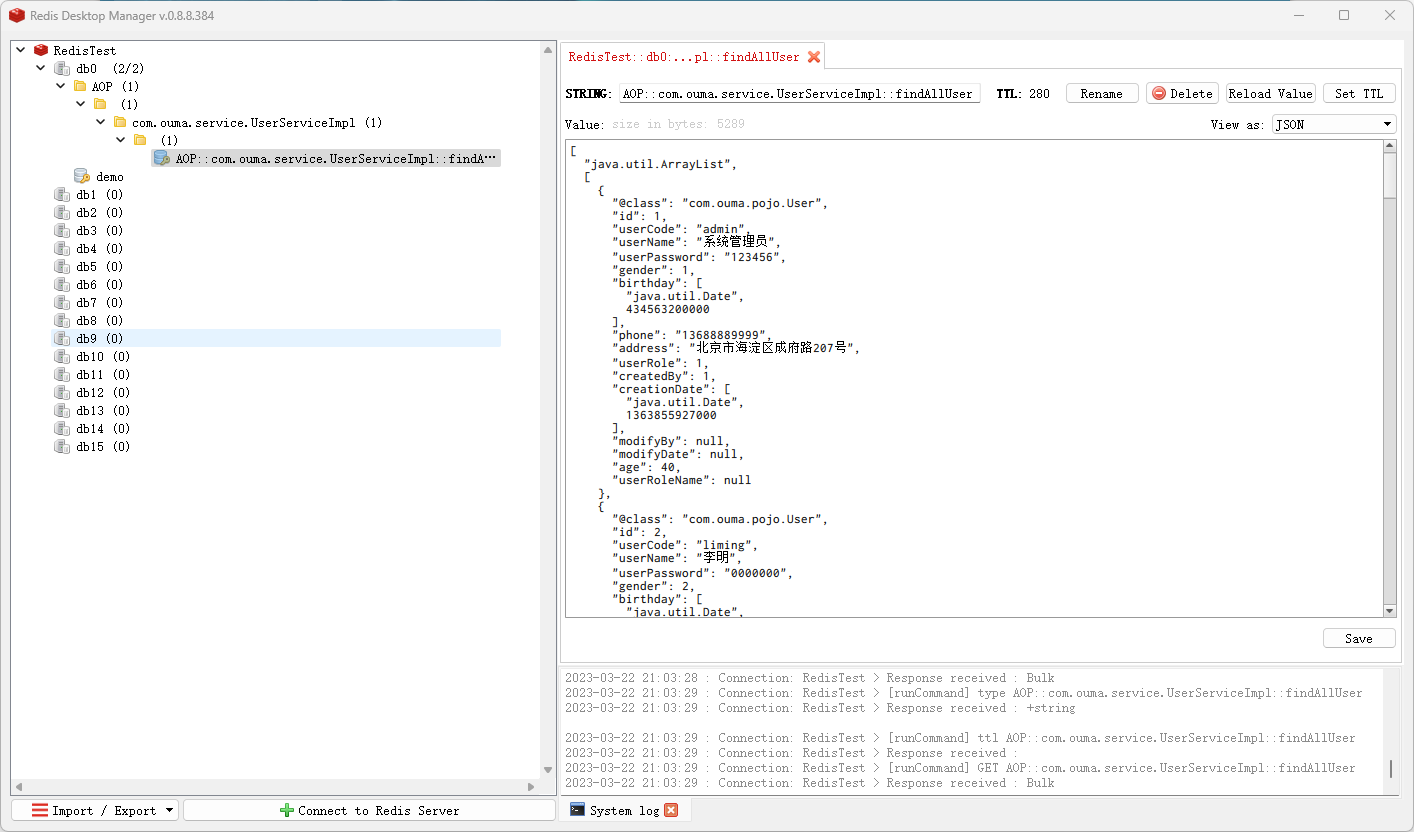 Redis Desktop Manager v.0.8.8.384
RedisTest
db0 (2/2)
AOP (1)
(1)
com.ouma.service.UserServiceImpl (1)
(1)
AOP::com.ouma.service.UserServiceImpl::findA···
demo
db1 (0)
db2 (0)
db3 (0)
db4 (0)
db5 (0)
db6 (0)
db7 (0)
db8 (0)
db9 (0)
db10 (0)
db11 (0)
db12 (0)
db13 (0)
db14 (0)
db15 (0)
Import / Export
Connect to Redis Server
RedisTest::db0:...pl::findAllUser
STRING: AOP::com.ouma.service.UserServiceImpl::findAllUser TTL: 280 Rename Delete Reload Value Set TTL
Value: size in bytes: 5289 View as: JSON
[
"java.util.ArrayList",
[
{
"@class": "com.ouma.pojo.User",
"id": 1,
"userCode": "admin",
"userName": "系统管理员",
"userPassword": "123456",
"gender": 1,
"birthday": [
"java.util.Date",
434563200000
],
"phone": "13688889999",
"address": "北京市海淀区成府路207号",
"userRole": 1,
"createdBy": 1,
"creationDate": [
"java.util.Date",
1363855927000
],
"modifyBy": null,
"modifyDate": null,
"age": 40,
"userRoleName": null
},
{
"@class": "com.ouma.pojo.User",
"id": 2,
"userCode": "liming",
"userName": "李明",
"userPassword": "0000000",
"gender": 2,
"birthday": [
"java.util.Date",
Save
2023-03-22 21:03:28 : Connection: RedisTest > Response received : Bulk
2023-03-22 21:03:29 : Connection: RedisTest > [runCommand] type AOP::com.ouma.service.UserServiceImpl::findAllUser
2023-03-22 21:03:29 : Connection: RedisTest > Response received : +string
2023-03-22 21:03:29 : Connection: RedisTest > [runCommand] ttl AOP::com.ouma.service.UserServiceImpl::findAllUser
2023-03-22 21:03:29 : Connection: RedisTest > Response received :
2023-03-22 21:03:29 : Connection: RedisTest > [runCommand] GET AOP::com.ouma.service.UserServiceImpl::findAllUser
2023-03-22 21:03:29 : Connection: RedisTest > Response received : Bulk
System log